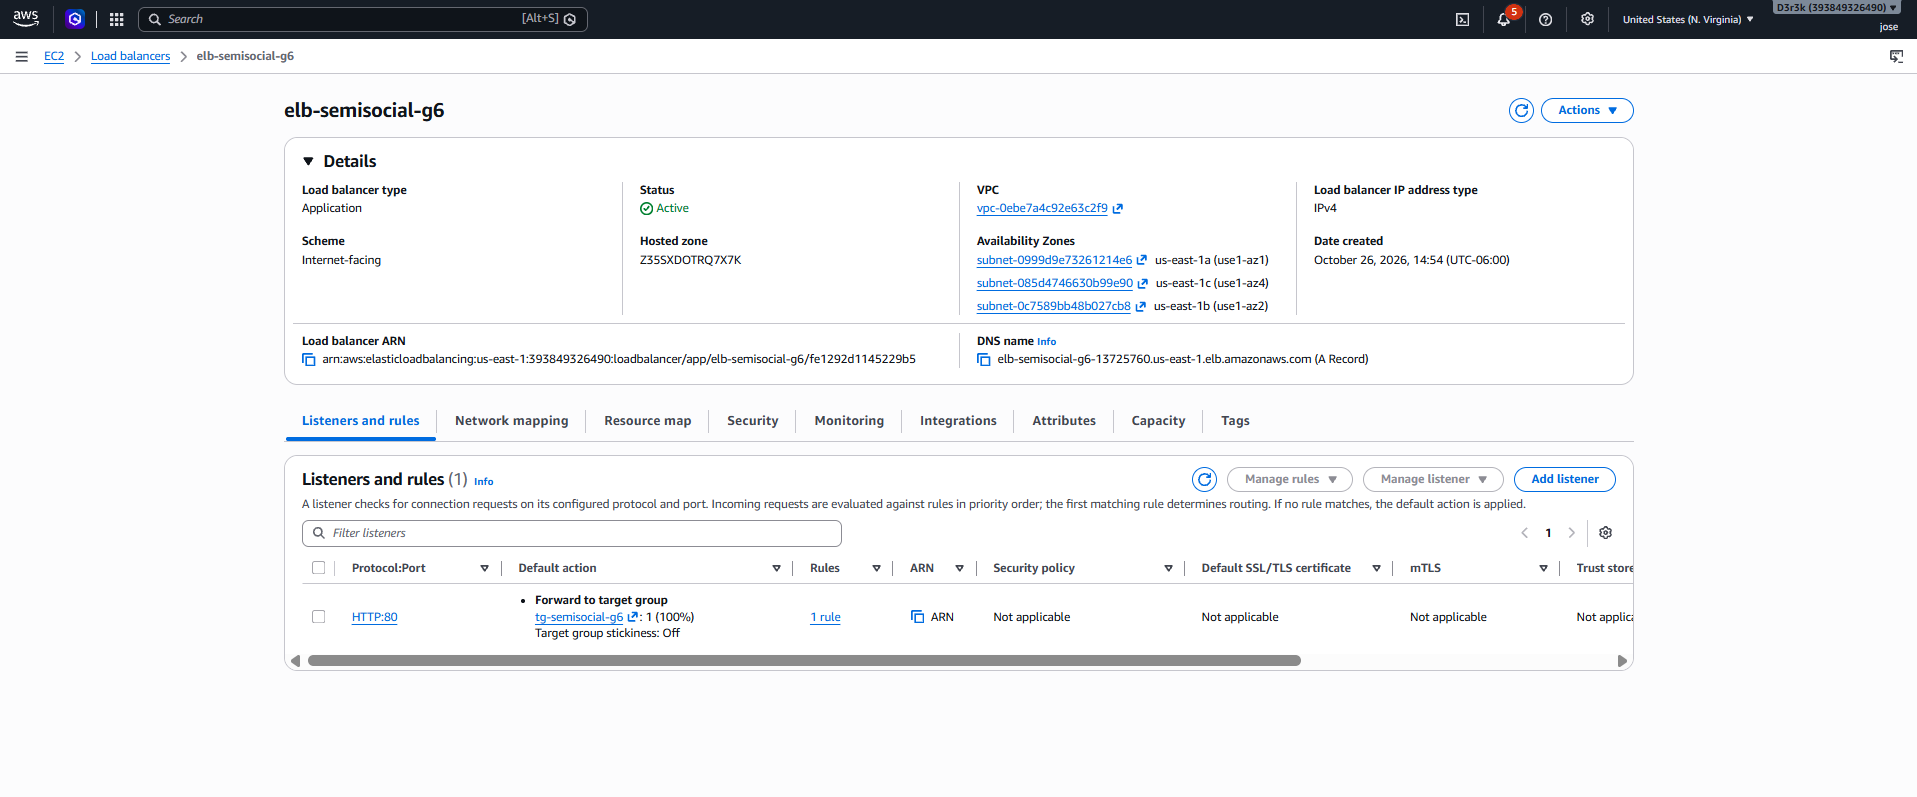 aws
Search [Alt+S]
5
United States (N. Virginia)
D3r3k (393849326490)
jose
EC2 > Load balancers > elb-semisocial-g6
elb-semisocial-g6
Actions
Details
Load balancer type
Application
Status
Active
VPC
vpc-0ebe7a4c92e63c2f9
Load balancer IP address type
IPv4
Scheme
Internet-facing
Hosted zone
Z35SXDOTRQ7X7K
Availability Zones
subnet-0999d9e73261214e6 us-east-1a (use1-az1)
subnet-085d4746630b99e90 us-east-1c (use1-az4)
subnet-0c7589bb48b027cb8 us-east-1b (use1-az2)
Date created
October 26, 2026, 14:54 (UTC-06:00)
Load balancer ARN
arn:aws:elasticloadbalancing:us-east-1:393849326490:loadbalancer/app/elb-semisocial-g6/fe1292d1145229b5
DNS name Info
elb-semisocial-g6-13725760.us-east-1.elb.amazonaws.com (A Record)
Listeners and rules Network mapping Resource map Security Monitoring Integrations Attributes Capacity Tags
Listeners and rules (1) Info
Manage rules Manage listener Add listener
A listener checks for connection requests on its configured protocol and port. Incoming requests are evaluated against rules in priority order; the first matching rule determines routing. If no rule matches, the default action is applied.
Filter listeners
1
Protocol:Port Default action Rules ARN Security policy Default SSL/TLS certificate mTLS Trust store
Forward to target group
HTTP:80 tg-semisocial-g6 : 1 (100%) 1 rule ARN Not applicable Not applicable Not applicable Not applica
Target group stickiness: Off